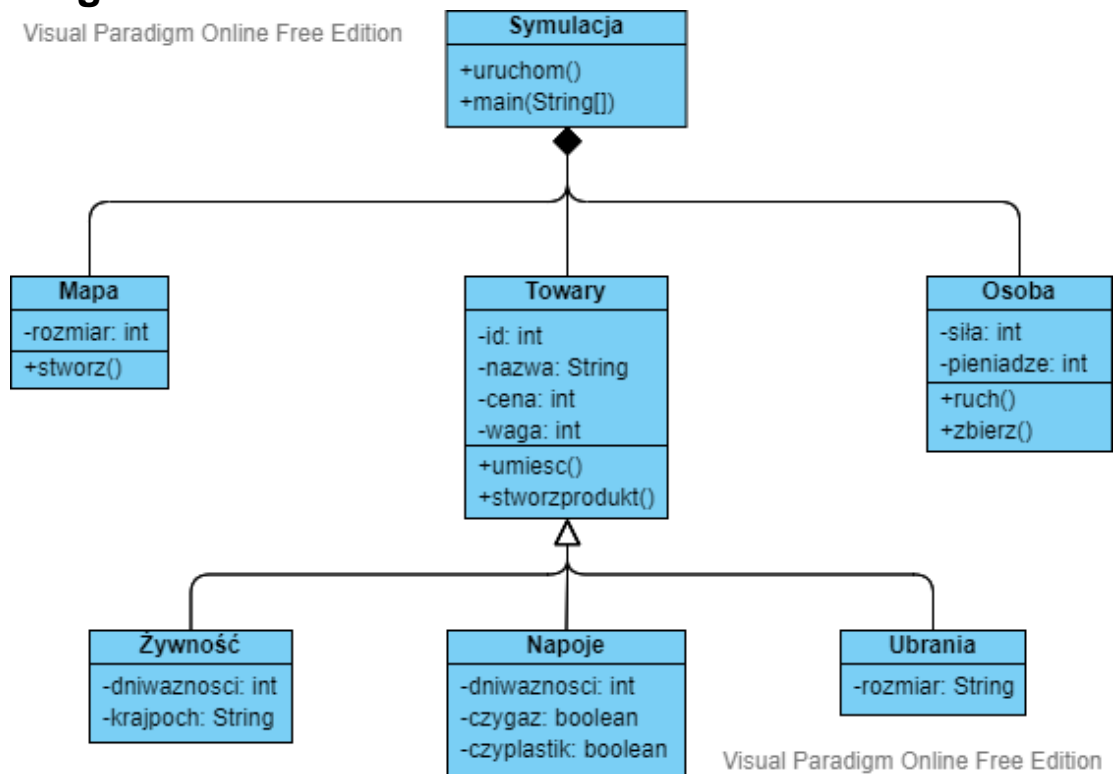 Visual Paradigm Online Free Edition
Symulacja
+uruchom()
+main(String[])
Mapa
-rozmiar: int
+stworz()
Towary
-id: int
-nazwa: String
-cena: int
-waga: int
+umiesc()
+stworzprodukt()
Osoba
-siła: int
-pieniadze: int
+ruch()
+zbierz()
Żywność
-dniwaznosci: int
-krajpoch: String
Napoje
-dniwaznosci: int
-czygaz: boolean
-czyplastik: boolean
Ubrania
-rozmiar: String
Visual Paradigm Online Free Edition